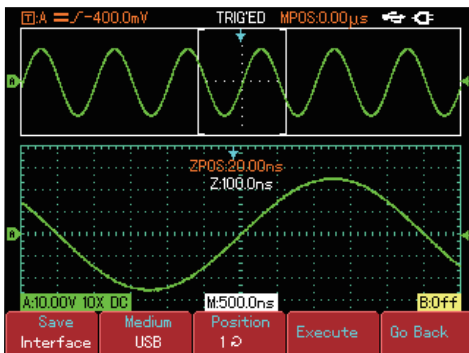 T:A -400.0mV TRIG'ED MPOS:0.00µs
A
ZPOS:20.00ns
Z:100.0ns
A
A:10.00V 10X DC M:500.0ns B:Off
Save Interface Medium USB Position 1 Execute Go Back